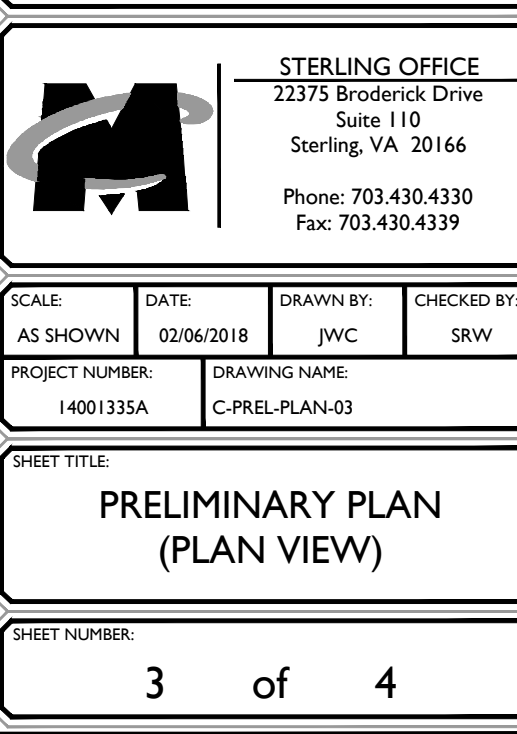 STERLING OFFICE
22375 Broderick Drive
Suite 110
Sterling, VA 20166
Phone: 703.430.4330
Fax: 703.430.4339
SCALE: DATE: DRAWN BY: CHECKED BY:
AS SHOWN 02/06/2018 JWC SRW
PROJECT NUMBER: DRAWING NAME:
14001335A C-PREL-PLAN-03
SHEET TITLE:
PRELIMINARY PLAN
(PLAN VIEW)
SHEET NUMBER:
3 of 4